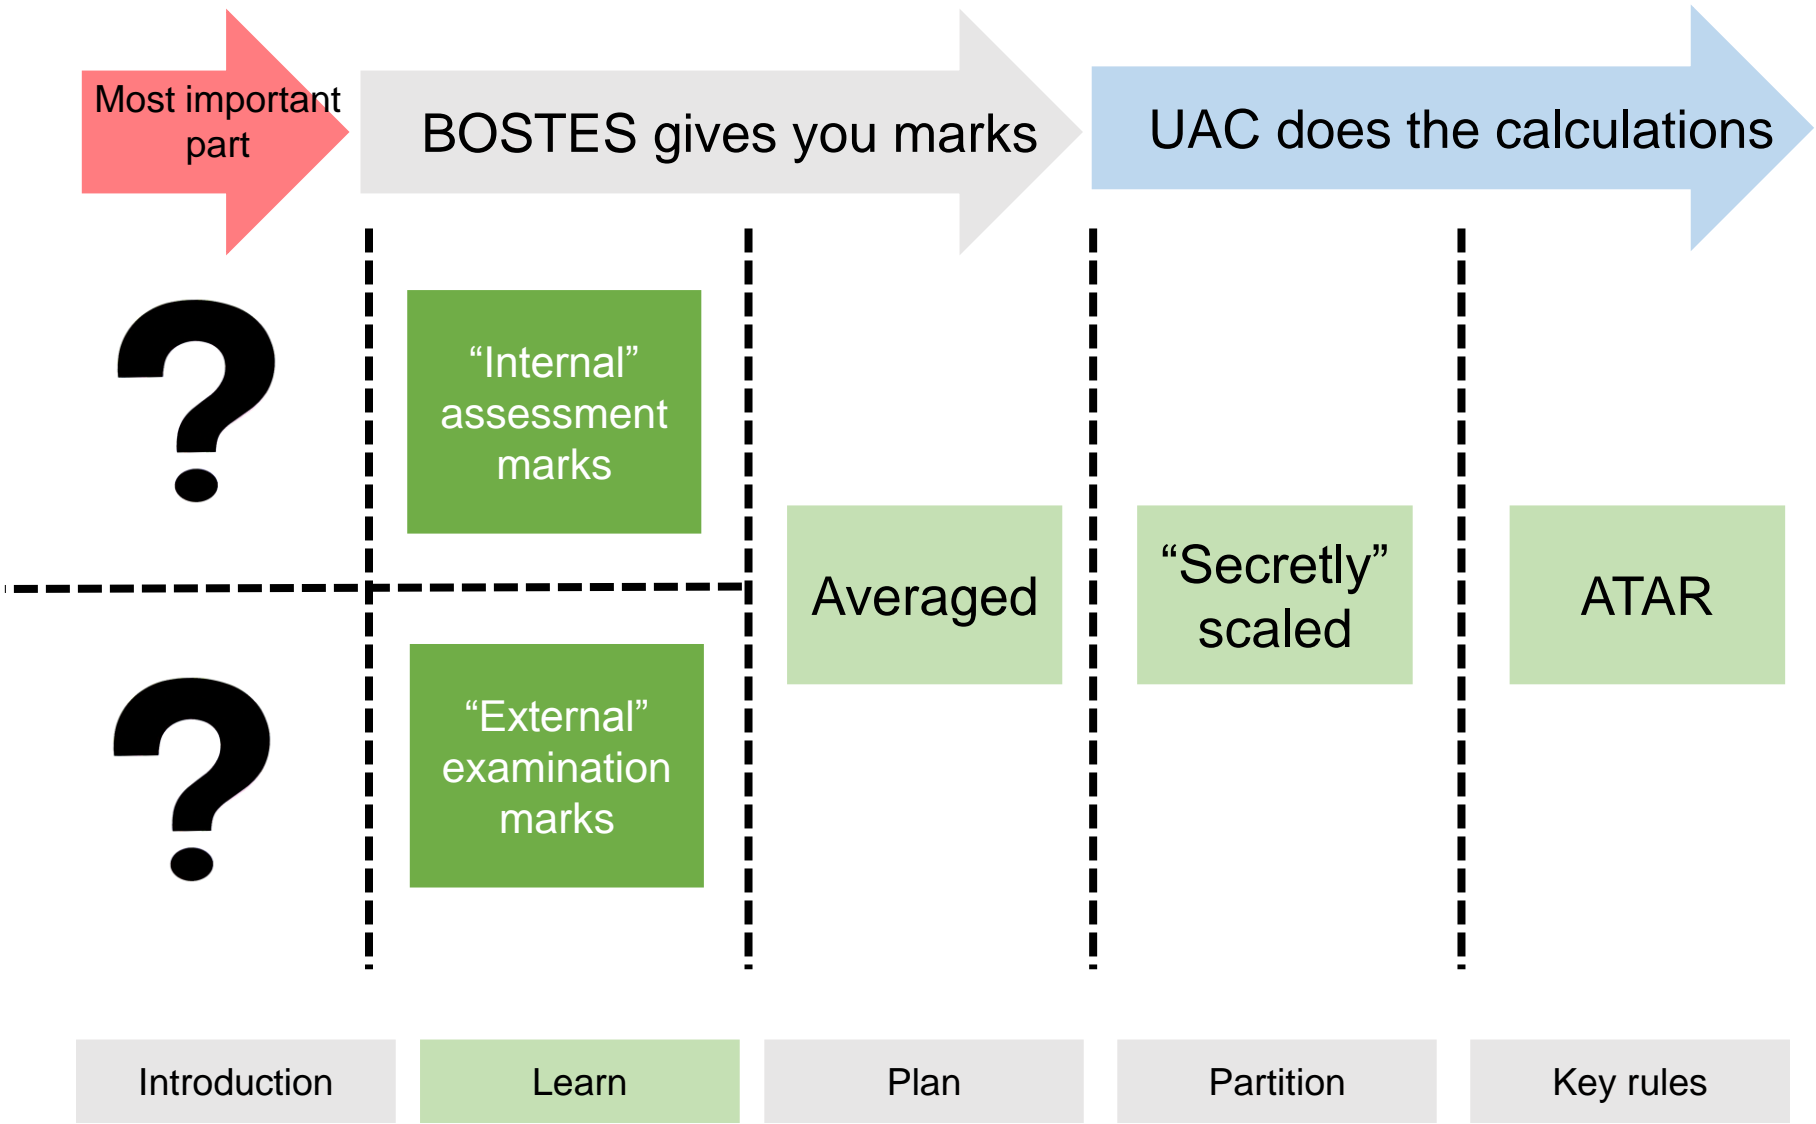 Most important
part
BOSTES gives you marks
UAC does the calculations
?
“Internal”
assessment
marks
Averaged
“Secretly”
scaled
ATAR
?
“External”
examination
marks
Introduction
Learn
Plan
Partition
Key rules